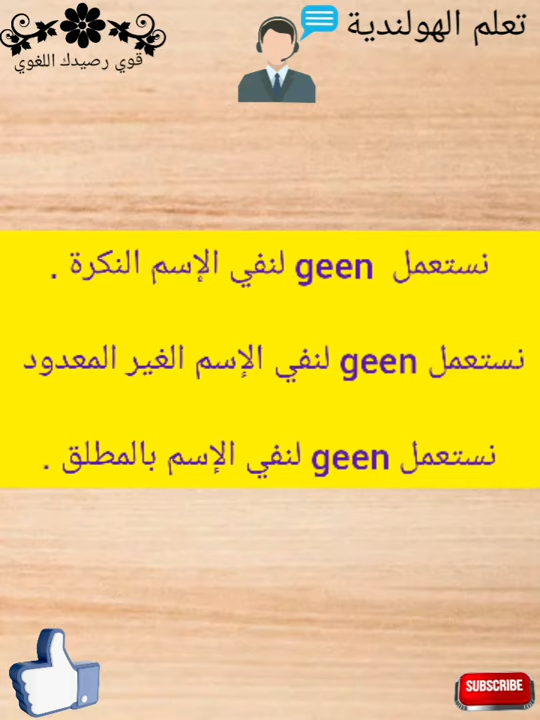 تعلم الهولندية
قوي رصيدك اللغوي
نستعمل geen لنفي الإسم النكرة .
نستعمل geen لنفي الإسم الغير المعدود
نستعمل geen لنفي الإسم بالمطلق .
SUBSCRIBE